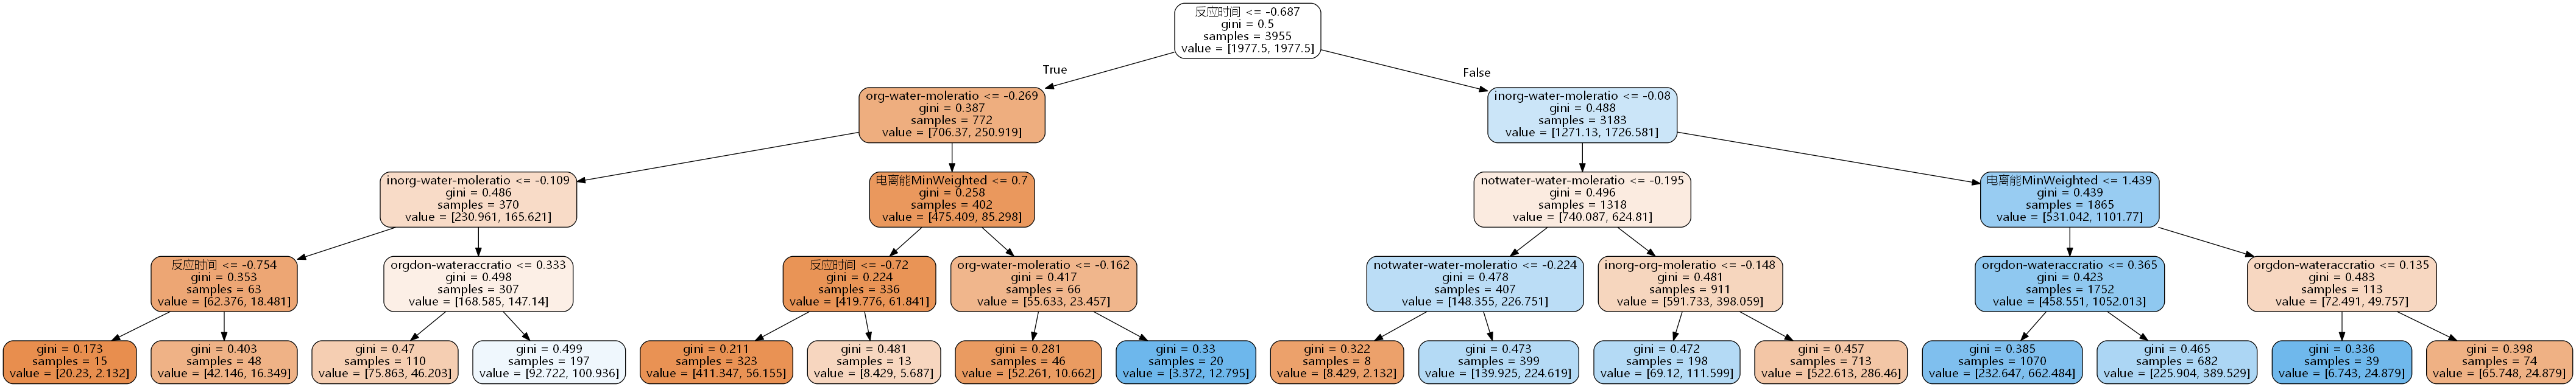 反应时间 <= -0.687
gini = 0.5
samples = 3955
value = [1977.5, 1977.5]
True
False
org-water-moleratio <= -0.269
gini = 0.387
samples = 772
value = [706.37, 250.919]
inorg-water-moleratio <= -0.08
gini = 0.488
samples = 3183
value = [1271.13, 1726.581]
inorg-water-moleratio <= -0.109
gini = 0.486
samples = 370
value = [230.961, 165.621]
电离能MinWeighted <= 0.7
gini = 0.258
samples = 402
value = [475.409, 85.298]
notwater-water-moleratio <= -0.195
gini = 0.496
samples = 1318
value = [740.087, 624.81]
电离能MinWeighted <= 1.439
gini = 0.439
samples = 1865
value = [531.042, 1101.77]
反应时间 <= -0.754
gini = 0.353
samples = 63
value = [62.376, 18.481]
orgdon-wateraccratio <= 0.333
gini = 0.498
samples = 307
value = [168.585, 147.14]
反应时间 <= -0.72
gini = 0.224
samples = 336
value = [419.776, 61.841]
org-water-moleratio <= -0.162
gini = 0.417
samples = 66
value = [55.633, 23.457]
notwater-water-moleratio <= -0.224
gini = 0.478
samples = 407
value = [148.355, 226.751]
inorg-org-moleratio <= -0.148
gini = 0.481
samples = 911
value = [591.733, 398.059]
orgdon-wateraccratio <= 0.365
gini = 0.423
samples = 1752
value = [458.551, 1052.013]
orgdon-wateraccratio <= 0.135
gini = 0.483
samples = 113
value = [72.491, 49.757]
gini = 0.173
samples = 15
value = [20.23, 2.132]
gini = 0.403
samples = 48
value = [42.146, 16.349]
gini = 0.47
samples = 110
value = [75.863, 46.203]
gini = 0.499
samples = 197
value = [92.722, 100.936]
gini = 0.211
samples = 323
value = [411.347, 56.155]
gini = 0.481
samples = 13
value = [8.429, 5.687]
gini = 0.281
samples = 46
value = [52.261, 10.662]
gini = 0.33
samples = 20
value = [3.372, 12.795]
gini = 0.322
samples = 8
value = [8.429, 2.132]
gini = 0.473
samples = 399
value = [139.925, 224.619]
gini = 0.472
samples = 198
value = [69.12, 111.599]
gini = 0.457
samples = 713
value = [522.613, 286.46]
gini = 0.385
samples = 1070
value = [232.647, 662.484]
gini = 0.465
samples = 682
value = [225.904, 389.529]
gini = 0.336
samples = 39
value = [6.743, 24.879]
gini = 0.398
samples = 74
value = [65.748, 24.879]